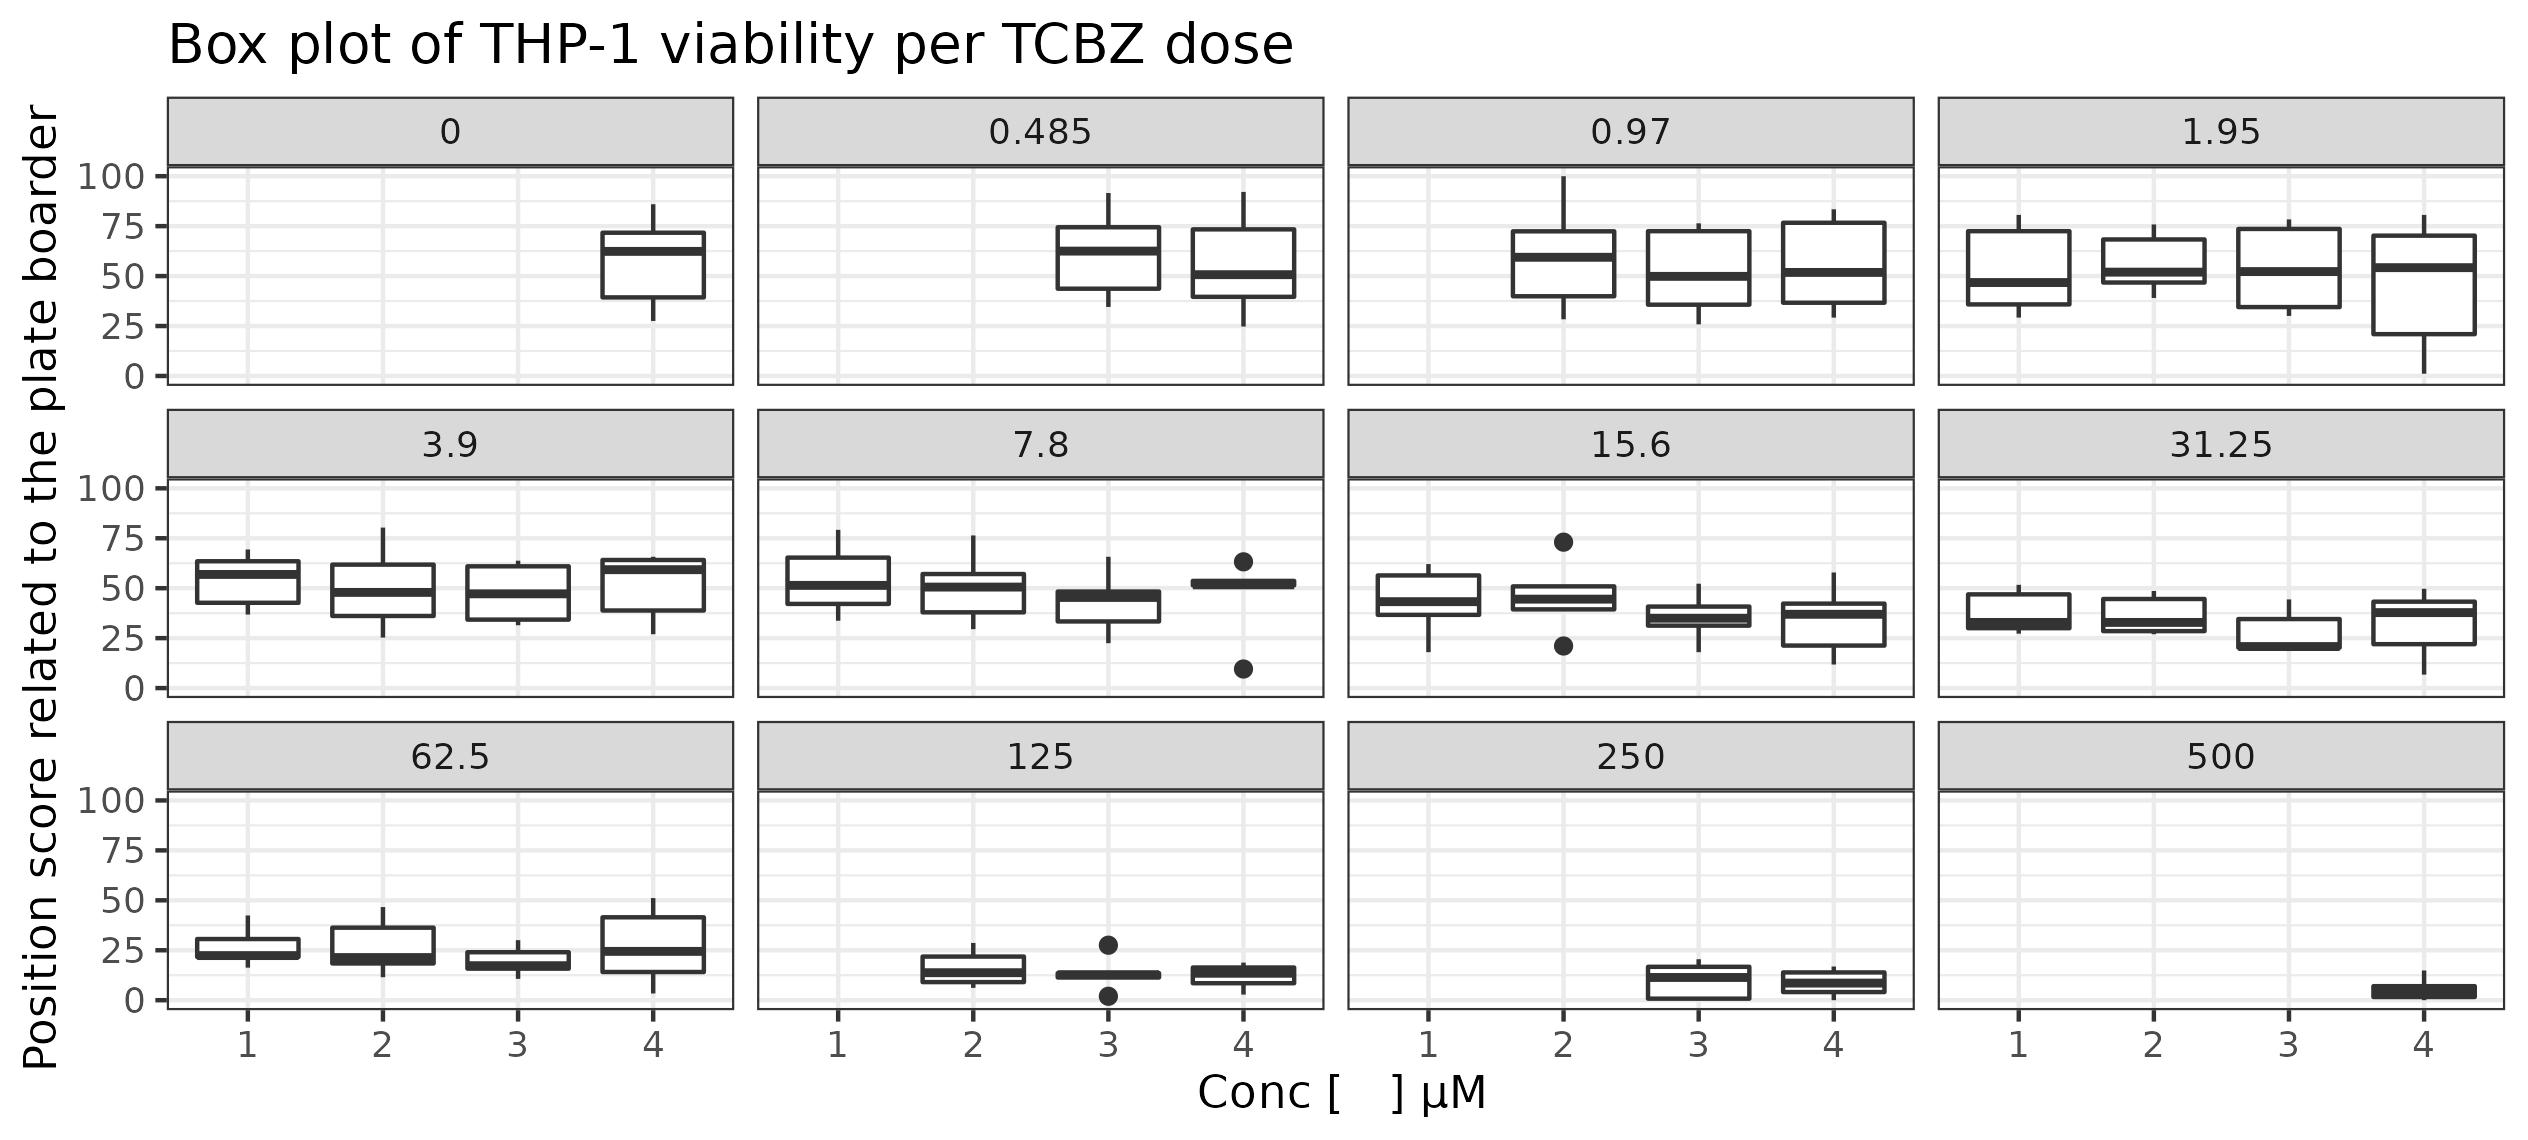 Box plot of THP-1 viability per TCBZ dose
Position score related to the plate boarder
0 0.485 0.97 1.95
100
75
50
25
0
3.9 7.8 15.6 31.25
100
75
50
25
0
62.5 125 250 500
100
75
50
25
0
1 2 3 4 1 2 3 4 1 2 3 4 1 2 3 4
Conc [   ] µM